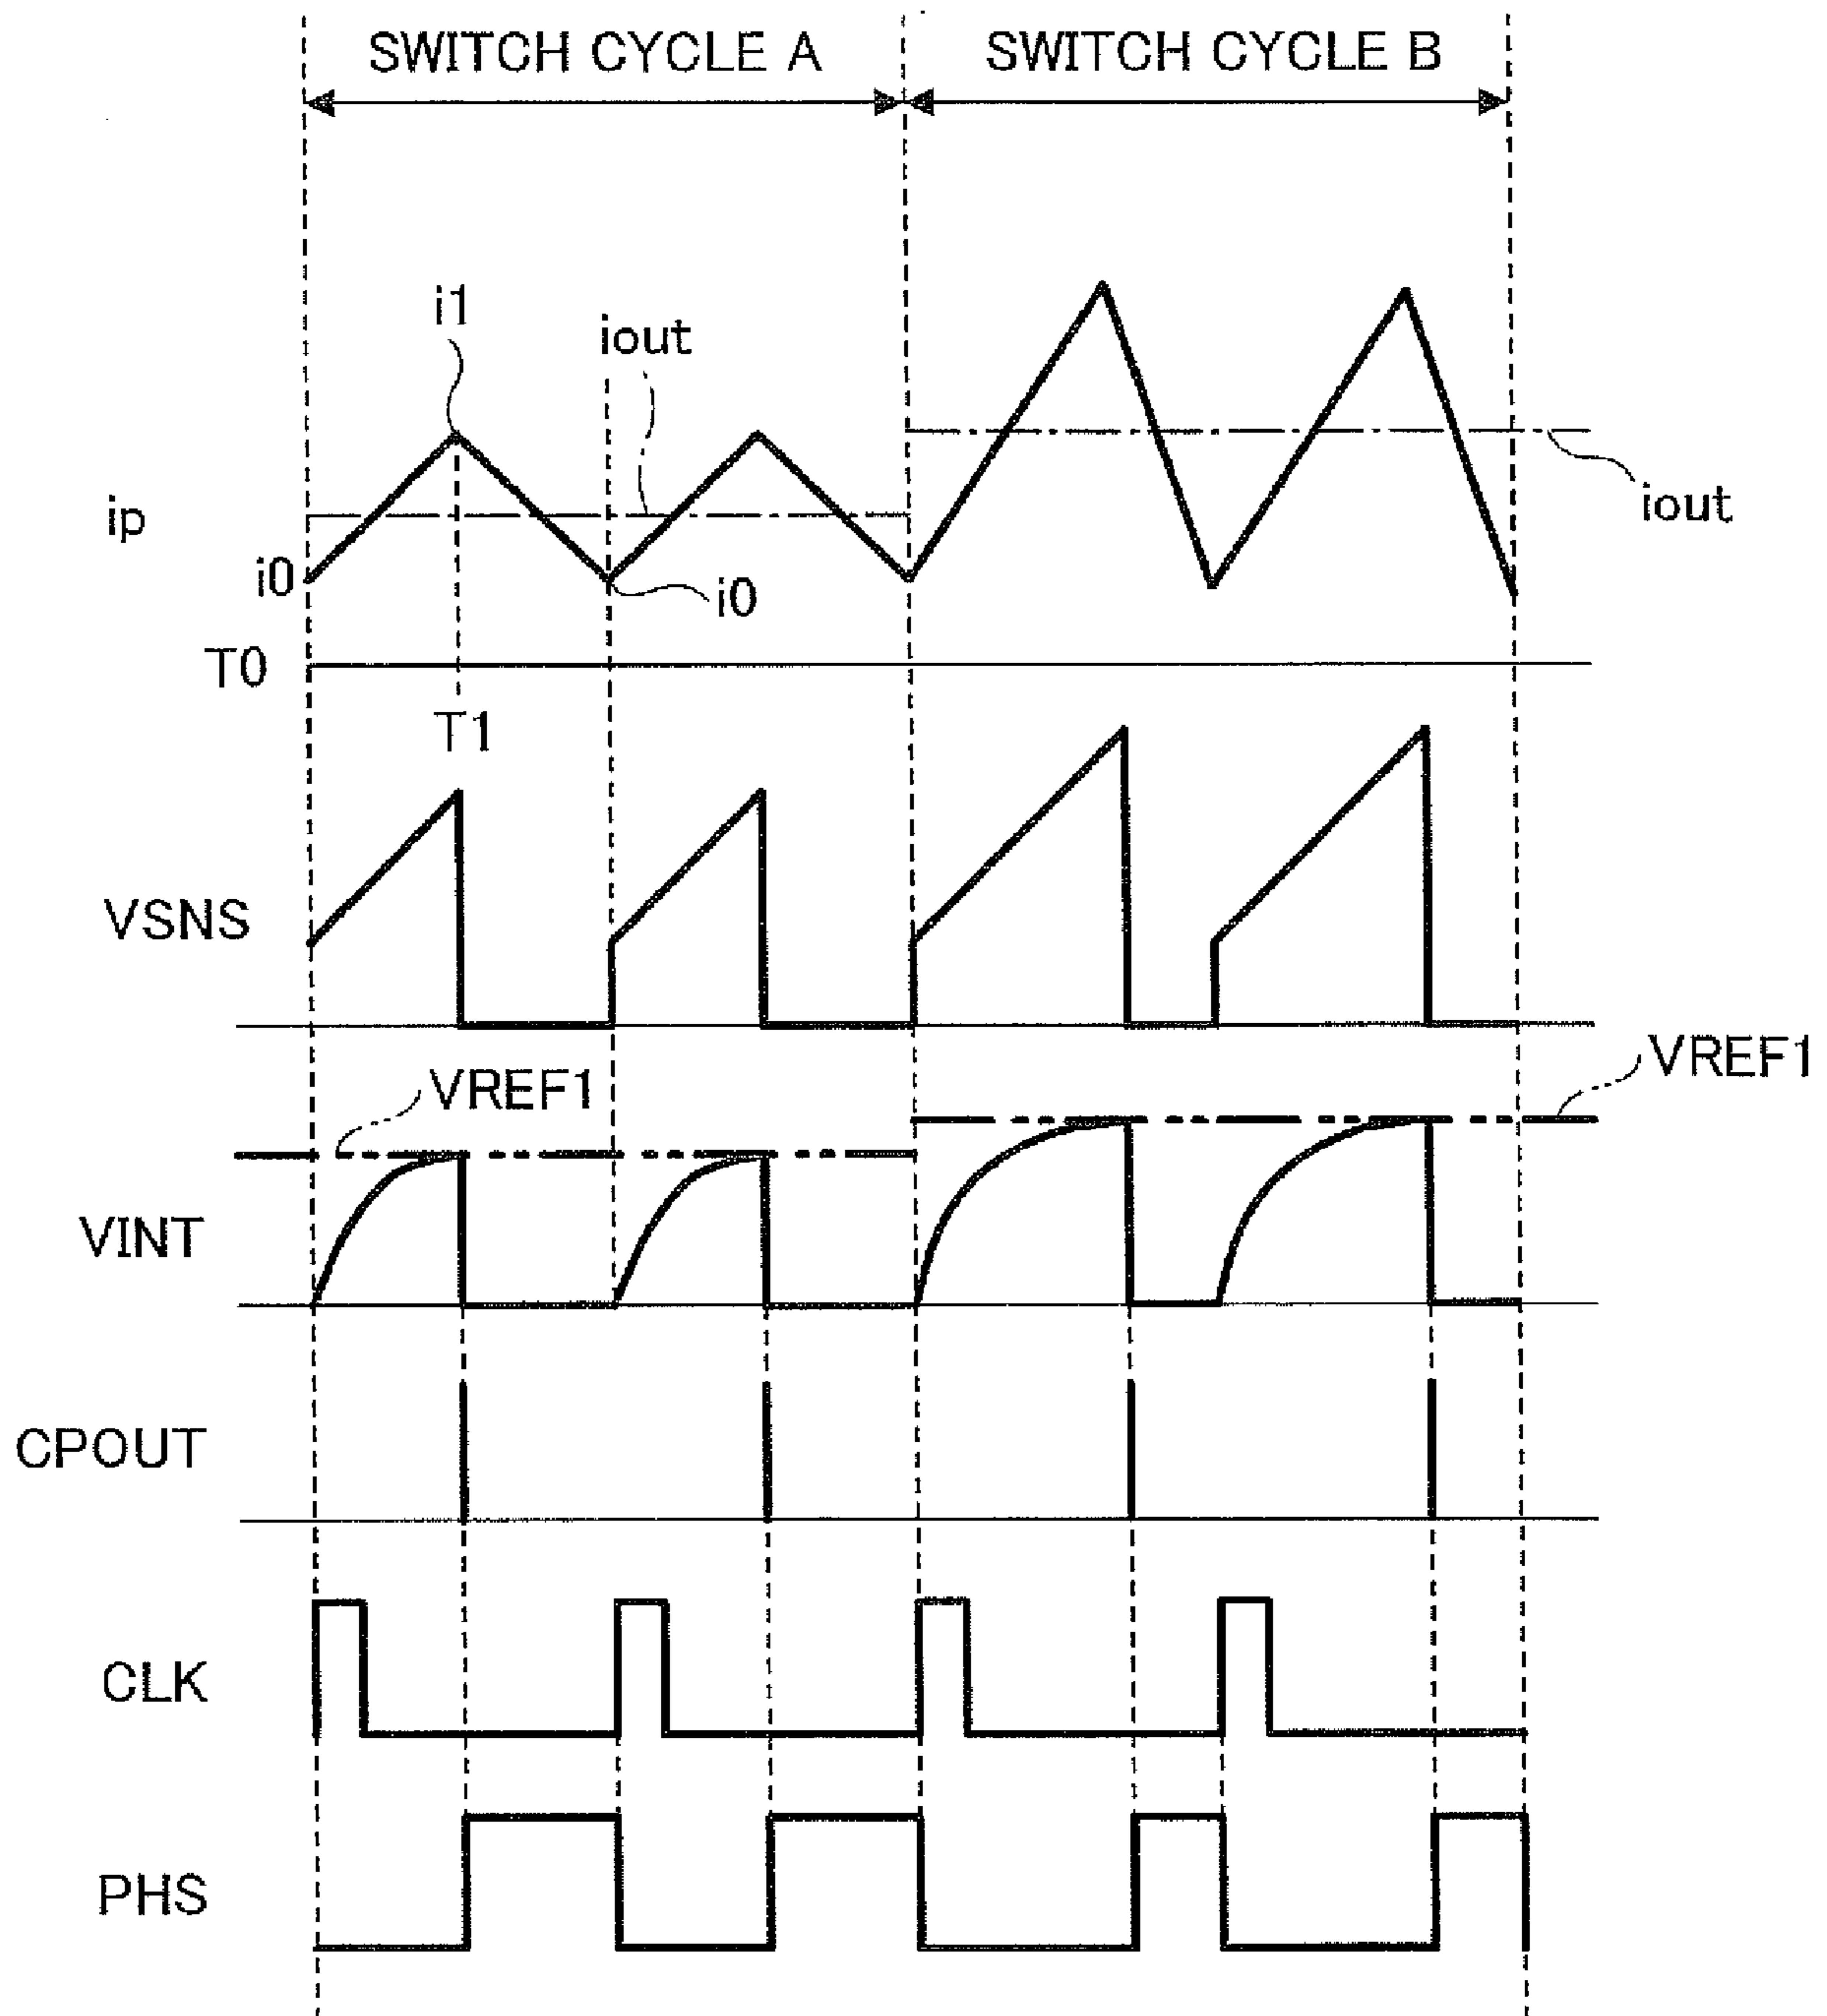 SWITCH CYCLE A
SWITCH CYCLE B
i1
iout
ip
iout
i0
i0
T0
T1
VSNS
VREF1
VREF1
VINT
CPOUT
CLK
PHS